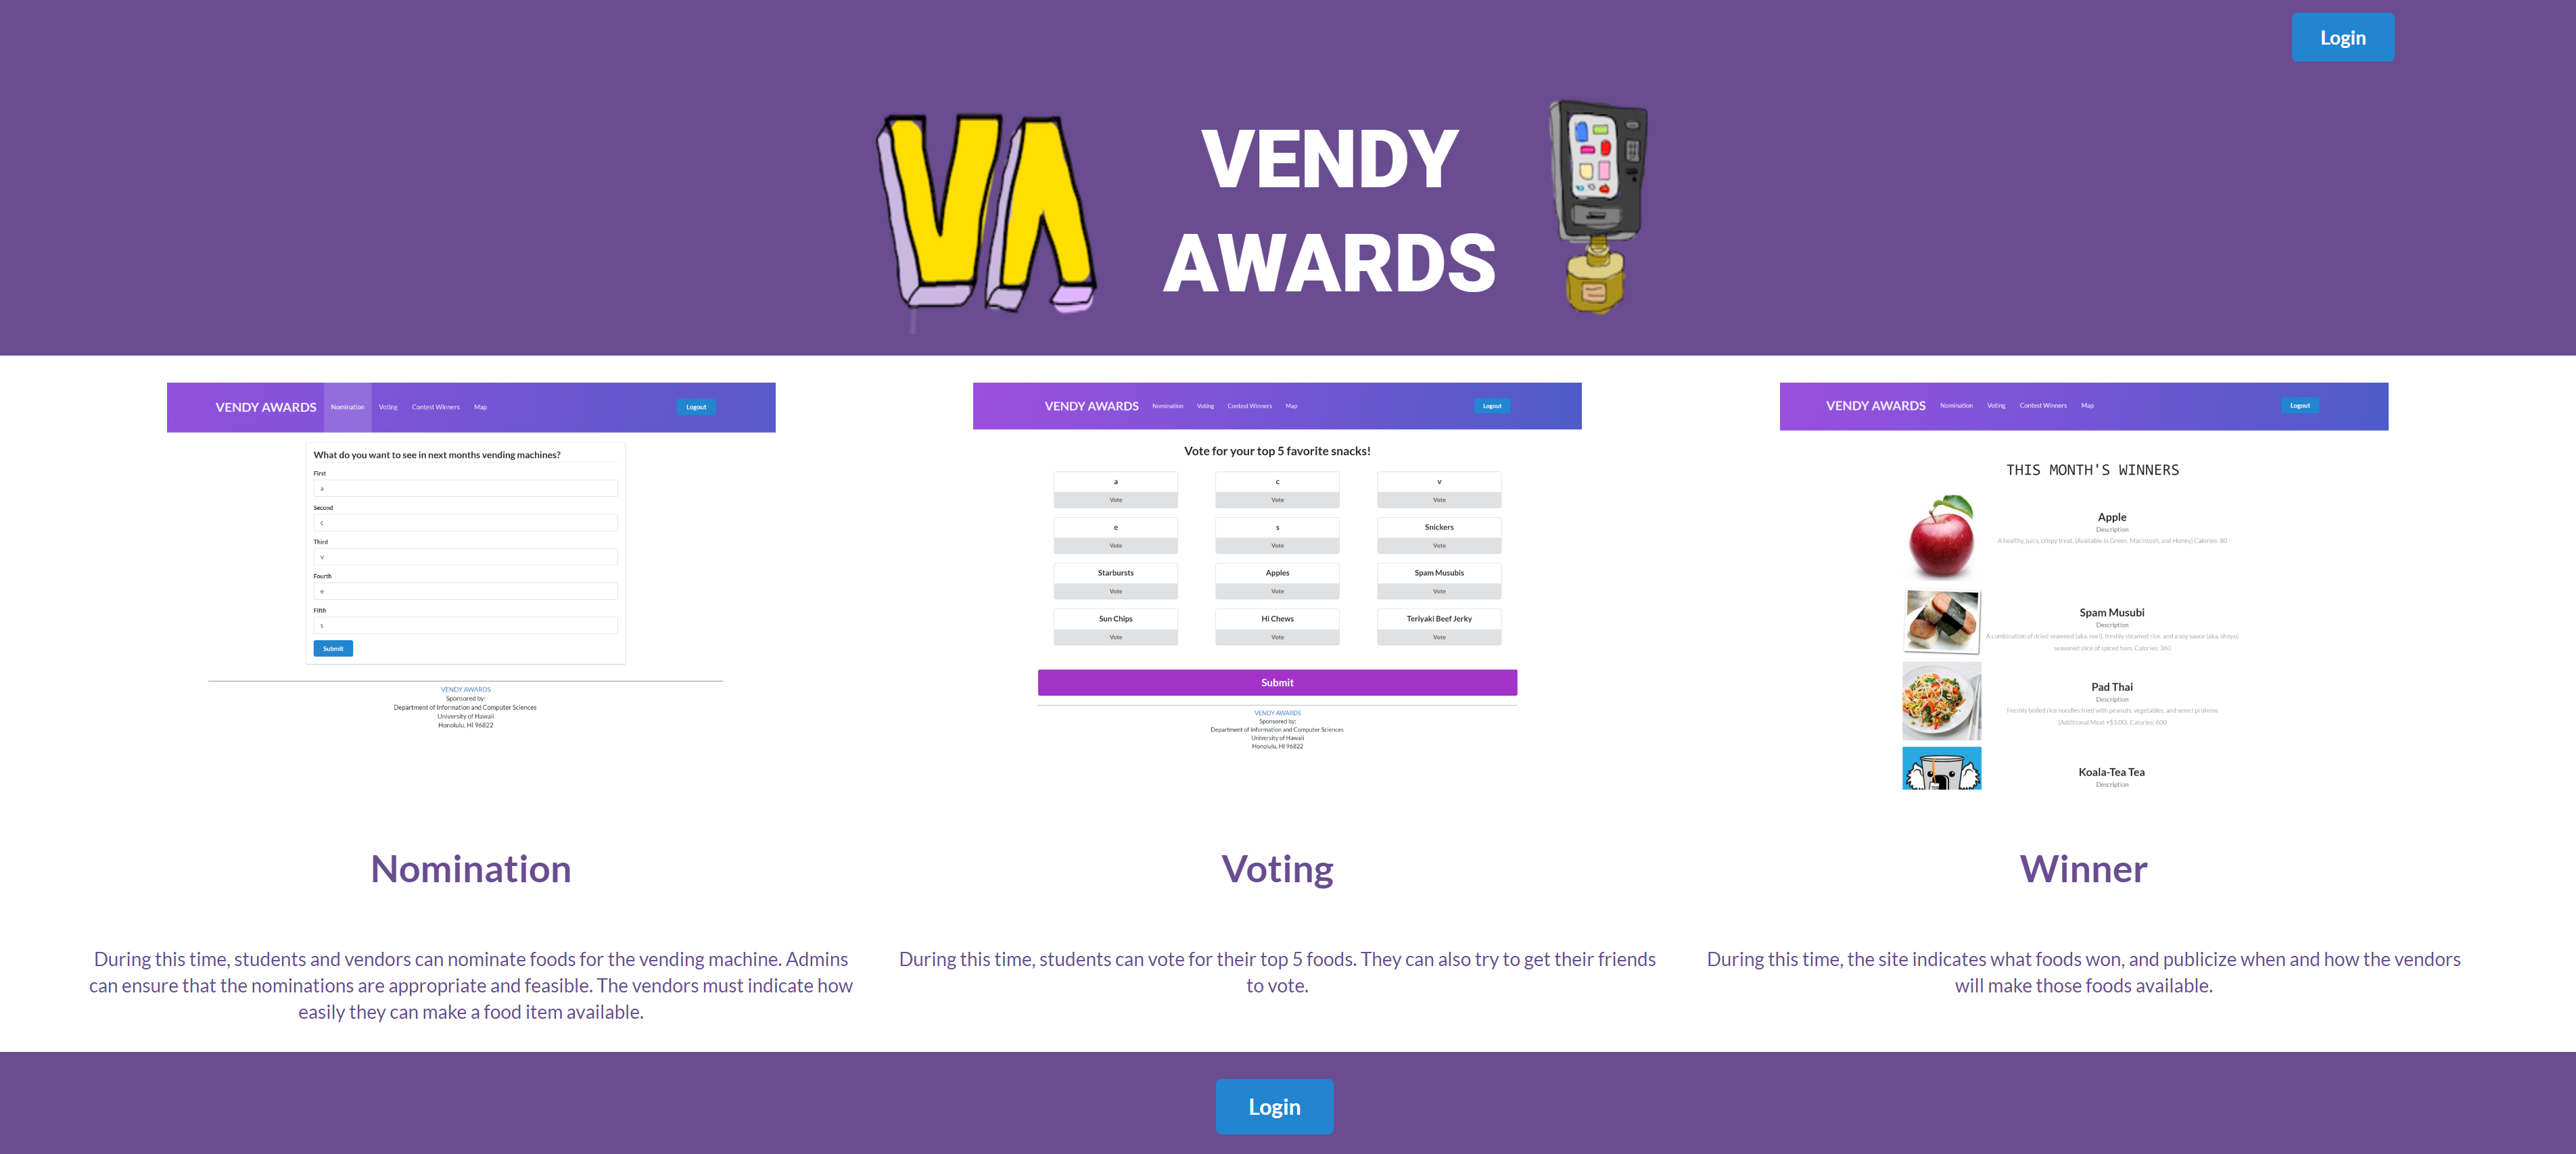 Login
VA
VENDY
AWARDS
VENDY AWARDS Nomination Voting Contest Winners Map Logout
What do you want to see in next months vending machines?
First
a
Second
c
Third
v
Fourth
e
Fifth
s
Submit
VENDY AWARDS
Sponsored by:
Department of Information and Computer Sciences
University of Hawaii
Honolulu, HI 96822
VENDY AWARDS Nomination Voting Contest Winners Map Logout
Vote for your top 5 favorite snacks!
a c v
Vote Vote Vote
e s Snickers
Vote Vote Vote
Starbursts Apples Spam Musubis
Vote Vote Vote
Sun Chips Hi Chews Teriyaki Beef Jerky
Vote Vote Vote
Submit
VENDY AWARDS
Sponsored by:
Department of Information and Computer Sciences
University of Hawaii
Honolulu, HI 96822
VENDY AWARDS Nomination Voting Contest Winners Map Logout
THIS MONTH'S WINNERS
Apple
Description
A healthy, juicy, crispy treat. (Available in Green, Macintosh, and Honey) Calories: 80
Spam Musubi
Description
A combination of dried seaweed (aka. nori), freshly steamed rice, and a soy sauce (aka. shoyu)
seasoned slice of spiced ham. Calories: 360
Pad Thai
Description
Freshly boiled rice noodles fried with peanuts, vegetables, and select proteins
(Additional Meat +$3.00). Calories: 600
Koala-Tea Tea
Description
Nomination
During this time, students and vendors can nominate foods for the vending machine. Admins
can ensure that the nominations are appropriate and feasible. The vendors must indicate how
easily they can make a food item available.
Voting
During this time, students can vote for their top 5 foods. They can also try to get their friends
to vote.
Winner
During this time, the site indicates what foods won, and publicize when and how the vendors
will make those foods available.
Login